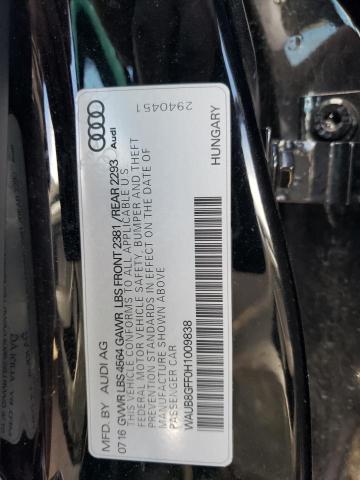 MFD. BY AUDI AG
07 16 GVWR LBS 4564 GAWR LBS FRONT 2381 / REAR 2293 Audi
THIS VEHICLE CONFORMS TO ALL APPLICABLE U.S.
FEDERAL MOTOR VEHICLE SAFETY, BUMPER AND THEFT
PREVENTION STANDARDS IN EFFECT ON THE DATE OF
MANUFACTURE SHOWN ABOVE
PASSENGER CAR
WAUB8GFF0H1009838 HUNGARY
2940451